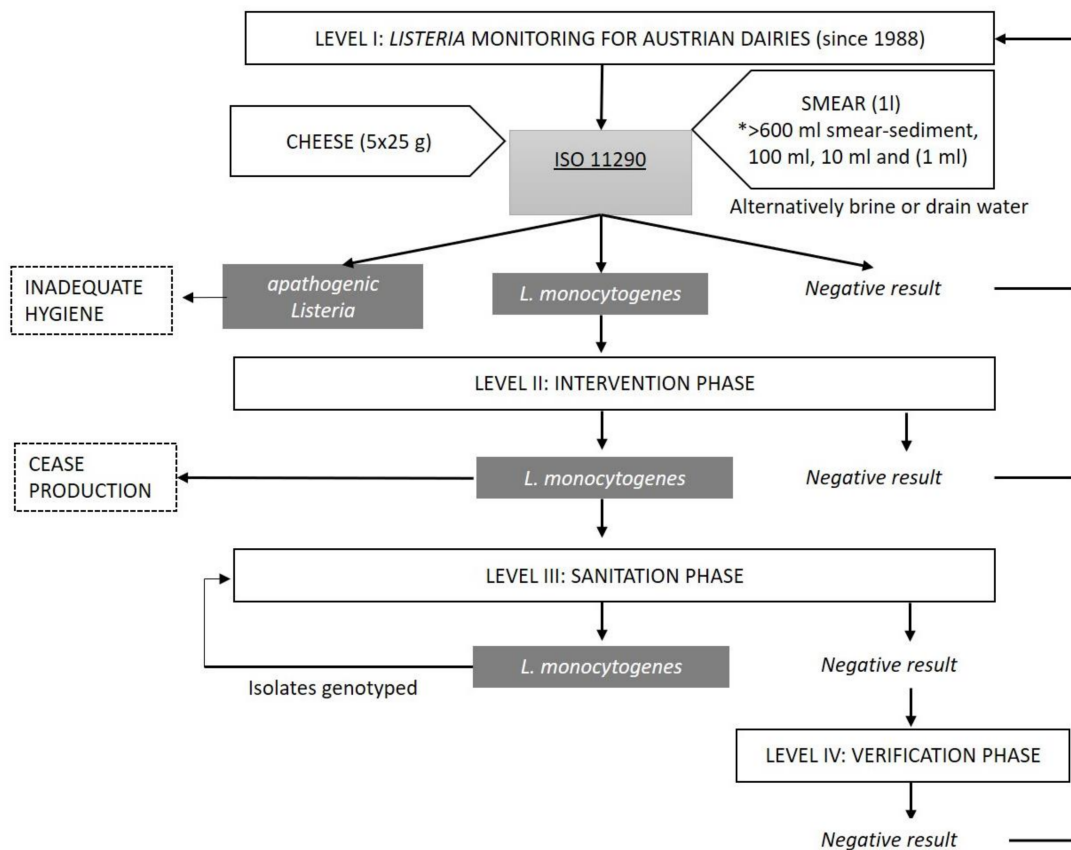 LEVEL I: LISTERIA MONITORING FOR AUSTRIAN DAIRIES (since 1988)
CHEESE (5x25 g)
ISO 11290
SMEAR (1l)
*>600 ml smear-sediment,
100 ml, 10 ml and (1 ml)
Alternatively brine or drain water
INADEQUATE
HYGIENE
apathogenic
Listeria
L. monocytogenes
Negative result
LEVEL II: INTERVENTION PHASE
CEASE
PRODUCTION
L. monocytogenes
Negative result
LEVEL III: SANITATION PHASE
L. monocytogenes
Negative result
Isolates genotyped
LEVEL IV: VERIFICATION PHASE
Negative result